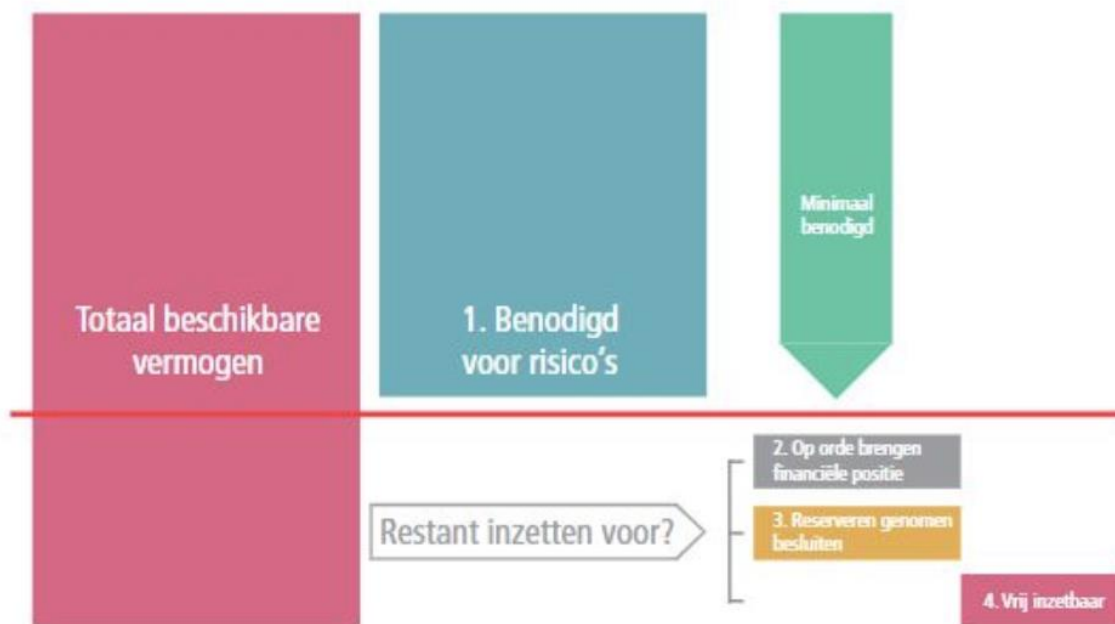 Totaal beschikbare
vermogen
1. Benodigd
voor risico's
Minimaal
benodigd
Restant inzetten voor?
2. Op orde brengen
financiële positie
3. Reserveren genomen
besluiten
4. Vrij inzetbaar